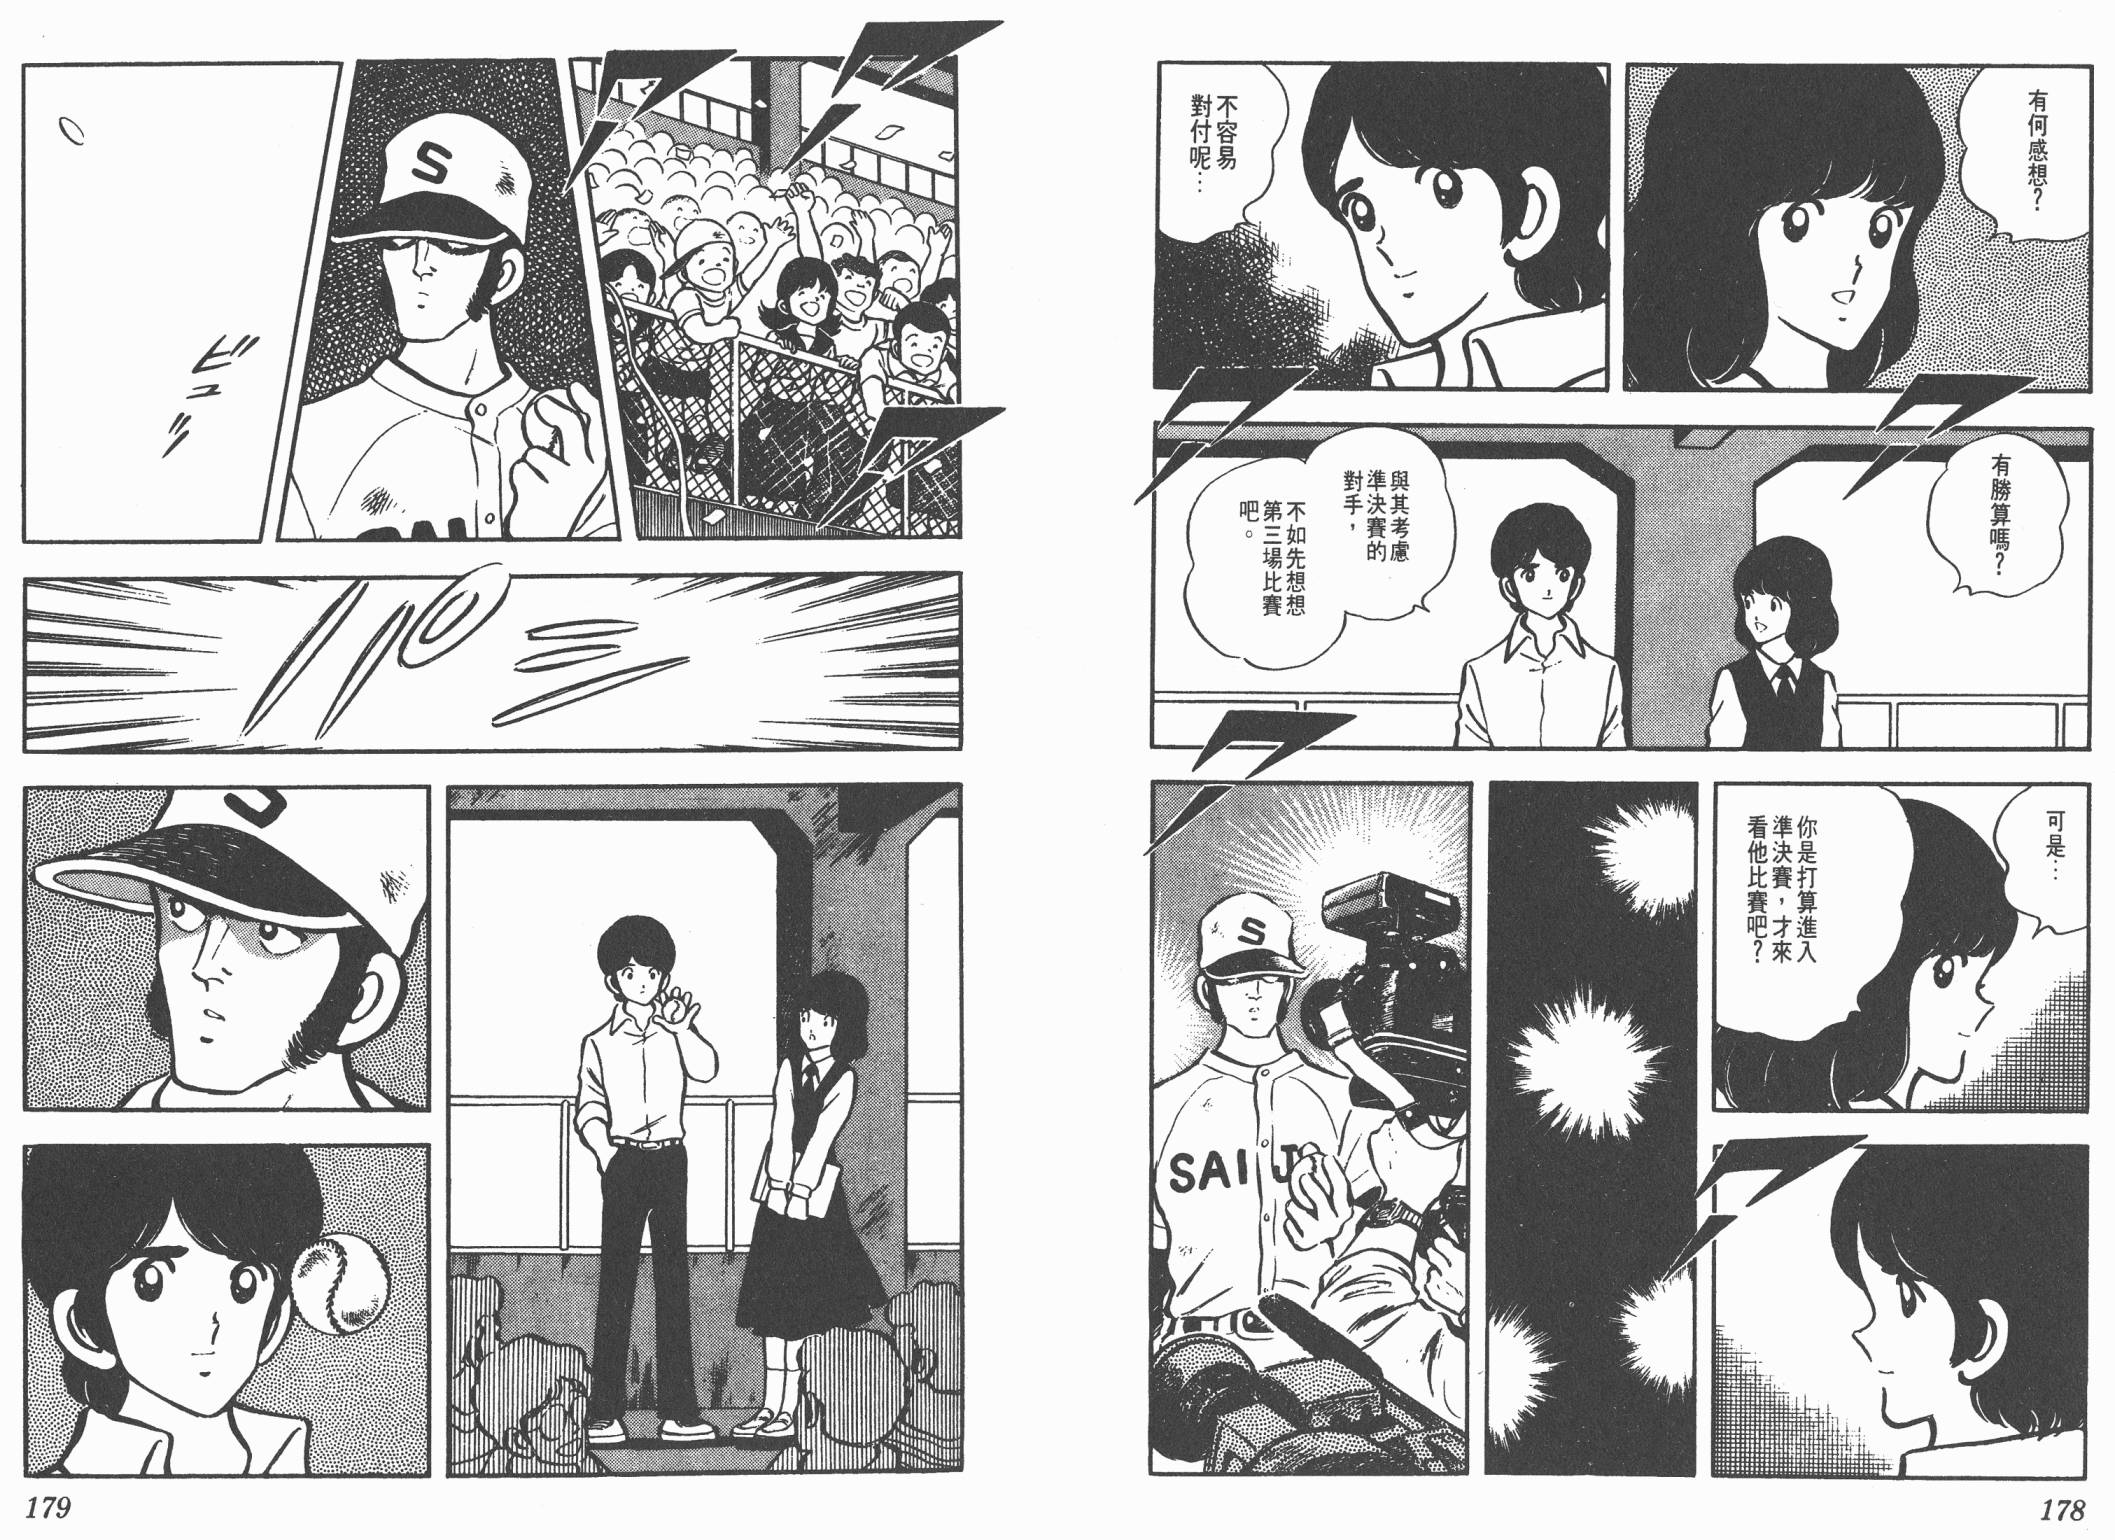 有何感想？
不容易
對付呢…
有勝算嗎？
與其考慮
準決賽的
對手，
不如先想想
第三場比賽
吧。
可是…
你是打算進入
準決賽，才來
看他比賽吧？
S
SAIJ
178
S
ビュッ
パシ
S
179